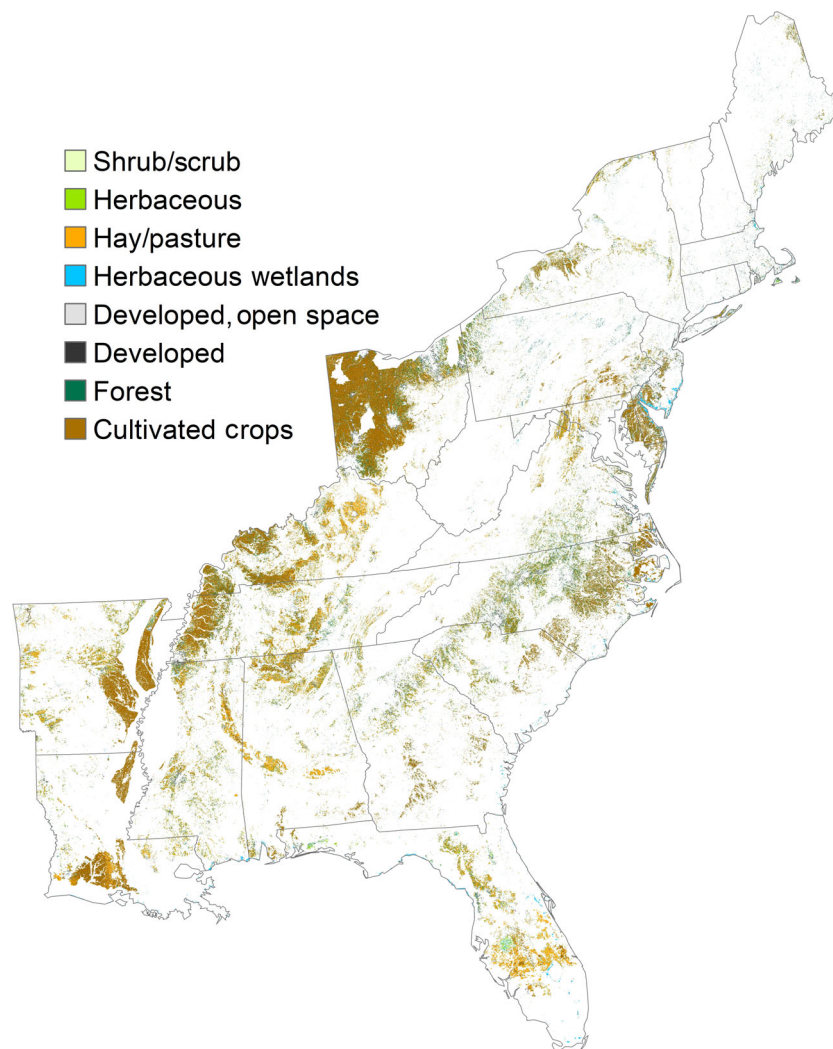 Shrub/scrub
Herbaceous
Hay/pasture
Herbaceous wetlands
Developed, open space
Developed
Forest
Cultivated crops